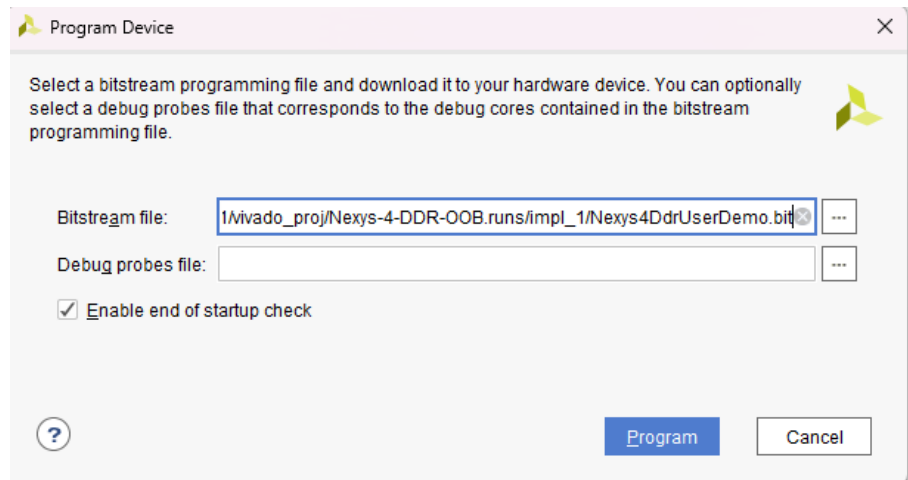 Program Device
Select a bitstream programming file and download it to your hardware device. You can optionally
select a debug probes file that corresponds to the debug cores contained in the bitstream
programming file.
Bitstream file: 1/vivado_proj/Nexys-4-DDR-OOB.runs/impl_1/Nexys4DdrUserDemo.bit ...
Debug probes file: ...
Enable end of startup check
? Program Cancel